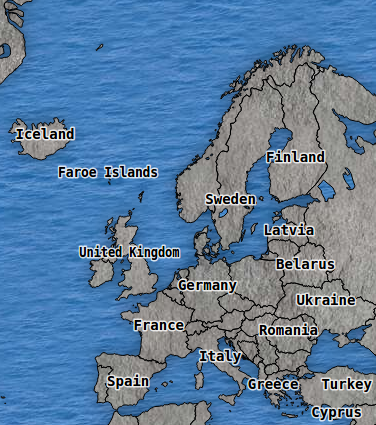 Iceland
Finland
Faroe Islands
Sweden
Latvia
United Kingdom
Belarus
Germany
Ukraine
France
Romania
Italy
Spain
Greece
Turkey
Cyprus